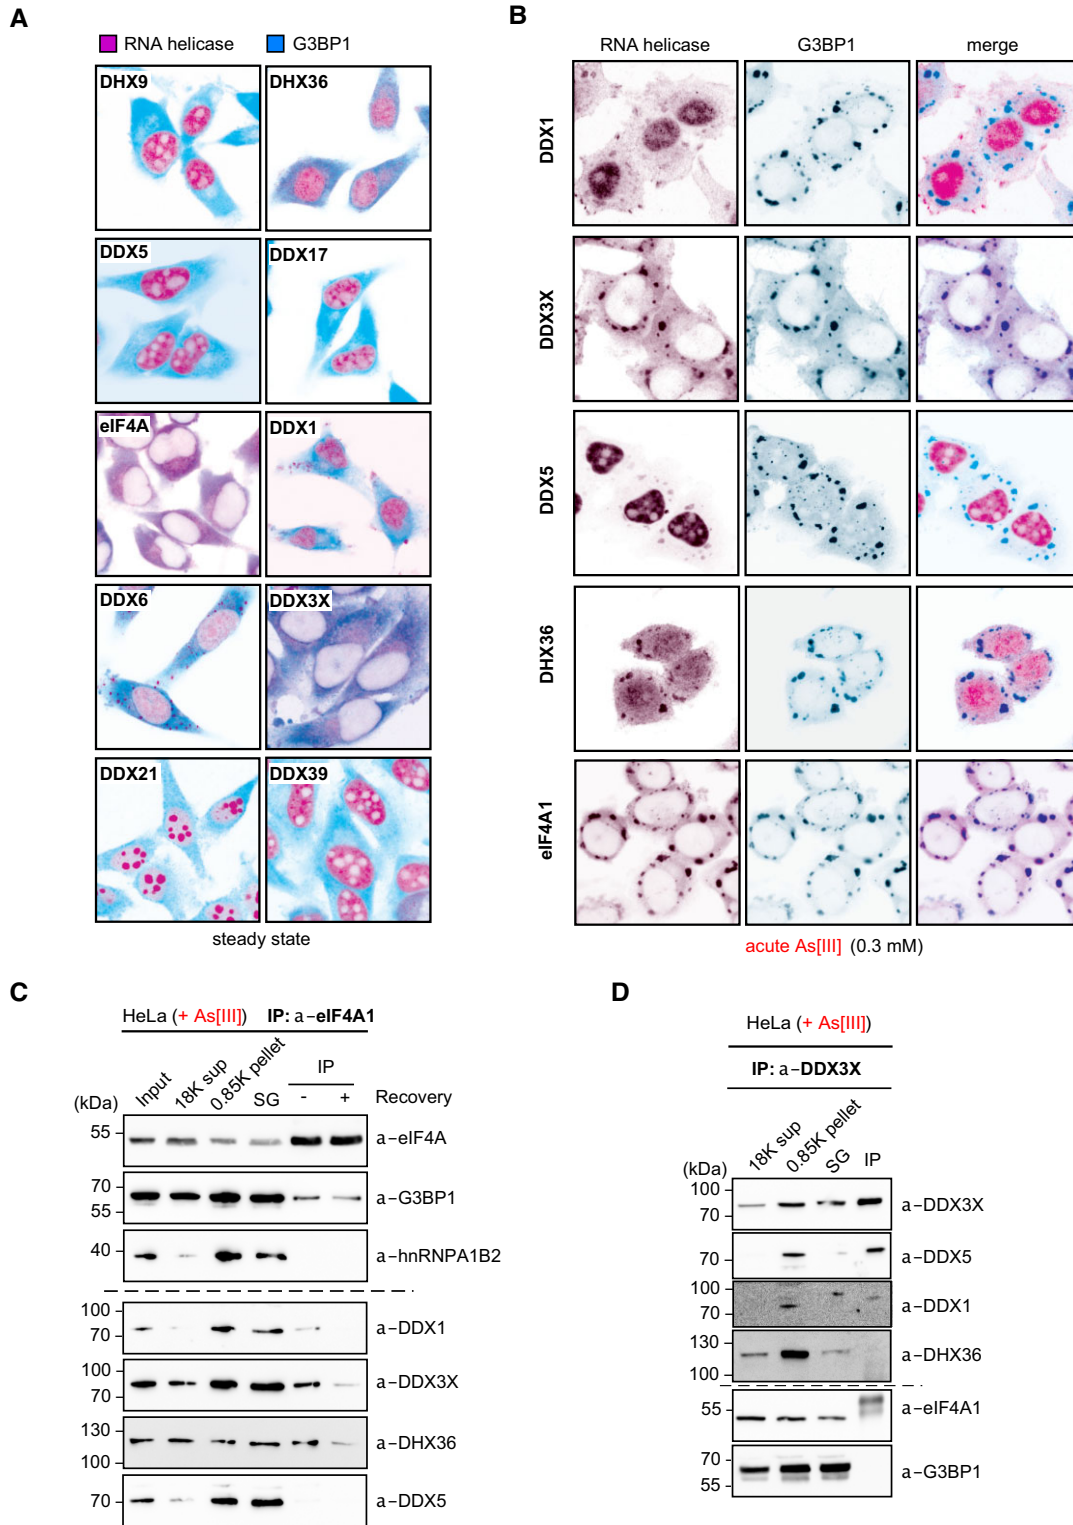 A
RNA helicase G3BP1
DHX9 DHX36
DDX5 DDX17
eIF4A DDX1
DDX6 DDX3X
DDX21 DDX39
steady state
B
RNA helicase G3BP1 merge
DDX1
DDX3X
DDX5
DHX36
eIF4A1
acute As[III] (0.3 mM)
C
HeLa (+ As[III]) IP: a-eIF4A1
IP
(kDa) Input 18K sup 0.85K pellet SG - + Recovery
55 a-eIF4A
70 a-G3BP1
55
40 a-hnRNPA1B2
100 a-DDX1
70
100 a-DDX3X
70
130 a-DHX36
100
70 a-DDX5
D
HeLa (+ As[III])
IP: a-DDX3X
(kDa) 18K sup 0.85K pellet SG IP
100 a-DDX3X
70
70 a-DDX5
100 a-DDX1
70
130 a-DHX36
100
55 a-eIF4A1
70 a-G3BP1
55